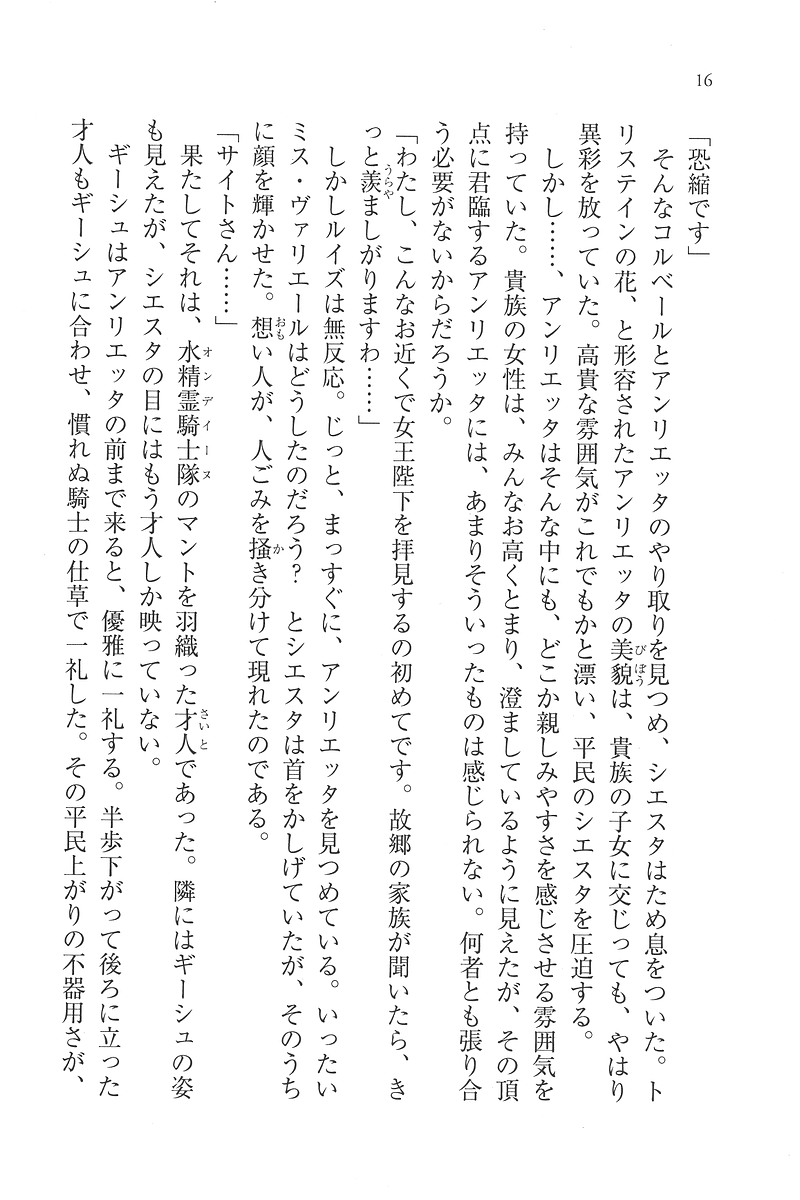 16
「恐縮です」
　そんなコルベールとアンリエッタのやり取りを見つめ、シエスタはため息をついた。ト
リステインの花、と形容されたアンリエッタの美貌は、貴族の子女に交じっても、やはり
異彩を放っていた。高貴な雰囲気がこれでもかと漂い、平民のシエスタを圧迫する。
　しかし……、アンリエッタはそんな中にも、どこか親しみやすさを感じさせる雰囲気を
持っていた。貴族の女性は、みんなお高くとまり、澄ましているように見えたが、その頂
点に君臨するアンリエッタには、あまりそういったものは感じられない。何者とも張り合
う必要がないからだろうか。
「わたし、こんなお近くで女王陛下を拝見するの初めてです。故郷の家族が聞いたら、き
っと羨ましがりますわ……」
　しかしルイズは無反応。じっと、まっすぐに、アンリエッタを見つめている。いったい
ミス・ヴァリエールはどうしたのだろう？　とシエスタは首をかしげていたが、そのうち
に顔を輝かせた。想い人が、人ごみを掻き分けて現れたのである。
「サイトさん……」
　果たしてそれは、水精霊騎士隊のマントを羽織った才人であった。隣にはギーシュの姿
も見えたが、シエスタの目にはもう才人しか映っていない。
　ギーシュはアンリエッタの前まで来ると、優雅に一礼する。半歩下がって後ろに立った
才人もギーシュに合わせ、慣れぬ騎士の仕草で一礼した。その平民上がりの不器用さが、